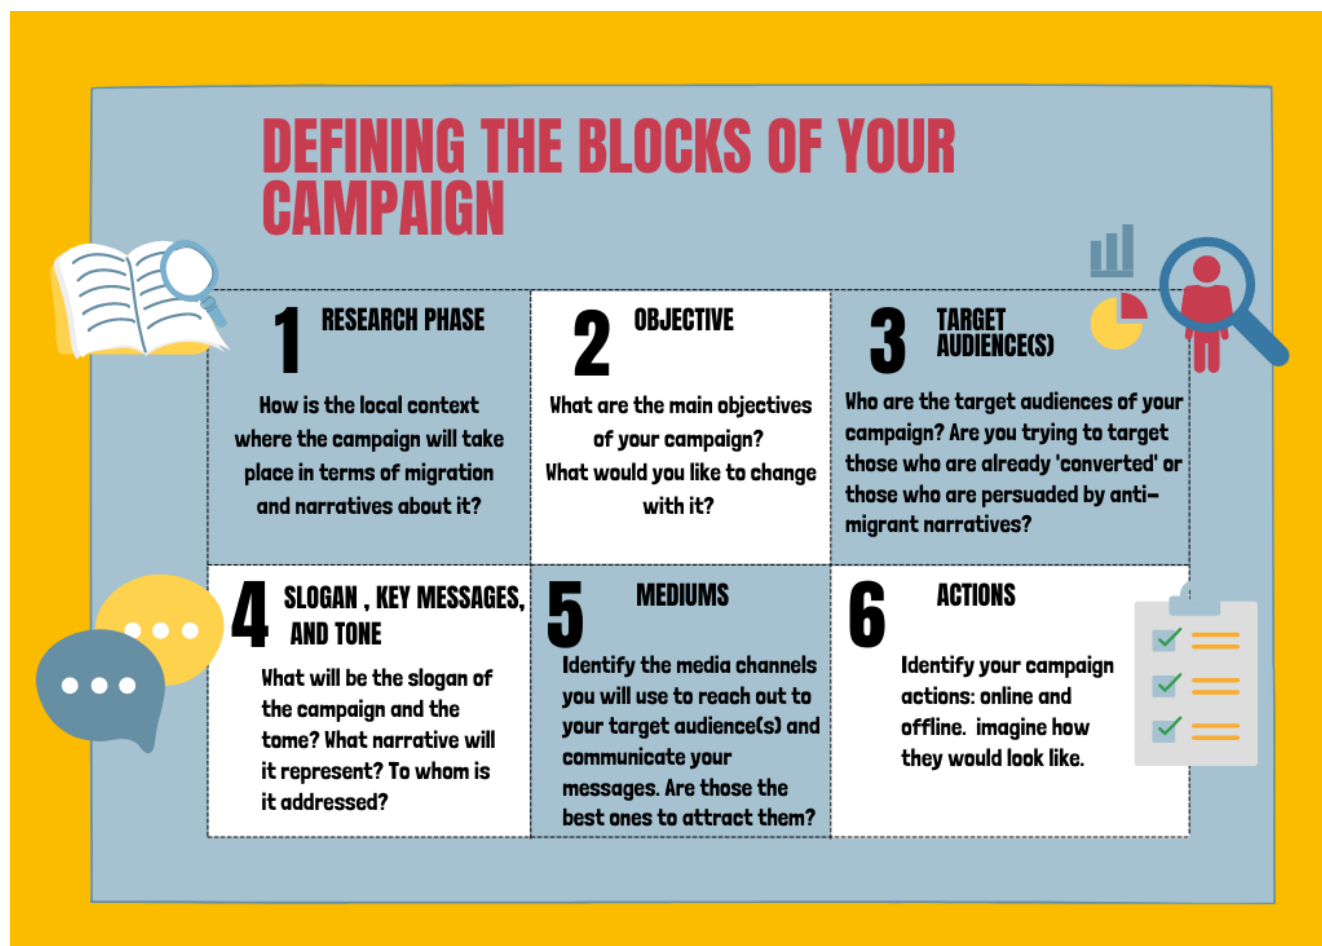 DEFINING THE BLOCKS OF YOUR
CAMPAIGN
1 RESEARCH PHASE
How is the local context
where the campaign will take
place in terms of migration
and narratives about it?
2 OBJECTIVE
What are the main objectives
of your campaign?
What would you like to change
with it?
3 TARGET
AUDIENCE(S)
Who are the target audiences of your
campaign? Are you trying to target
those who are already 'converted' or
those who are persuaded by anti-
migrant narratives?
4 SLOGAN , KEY MESSAGES,
AND TONE
What will be the slogan of
the campaign and the
tome? What narrative will
it represent? To whom is
it addressed?
5 MEDIUMS
Identify the media channels
you will use to reach out to
your target audience(s) and
communicate your
messages. Are those the
best ones to attract them?
6 ACTIONS
Identify your campaign
actions: online and
offline. imagine how
they would look like.